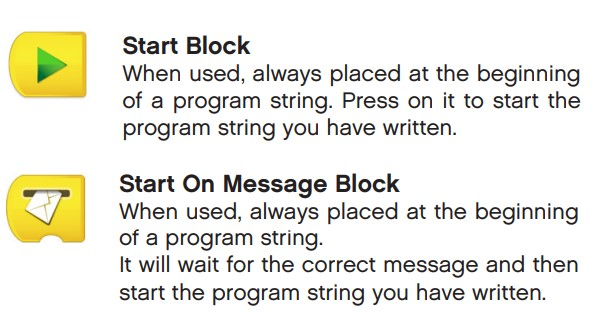 Start Block
When used, always placed at the beginning
of a program string. Press on it to start the
program string you have written.
Start On Message Block
When used, always placed at the beginning
of a program string.
It will wait for the correct message and then
start the program string you have written.